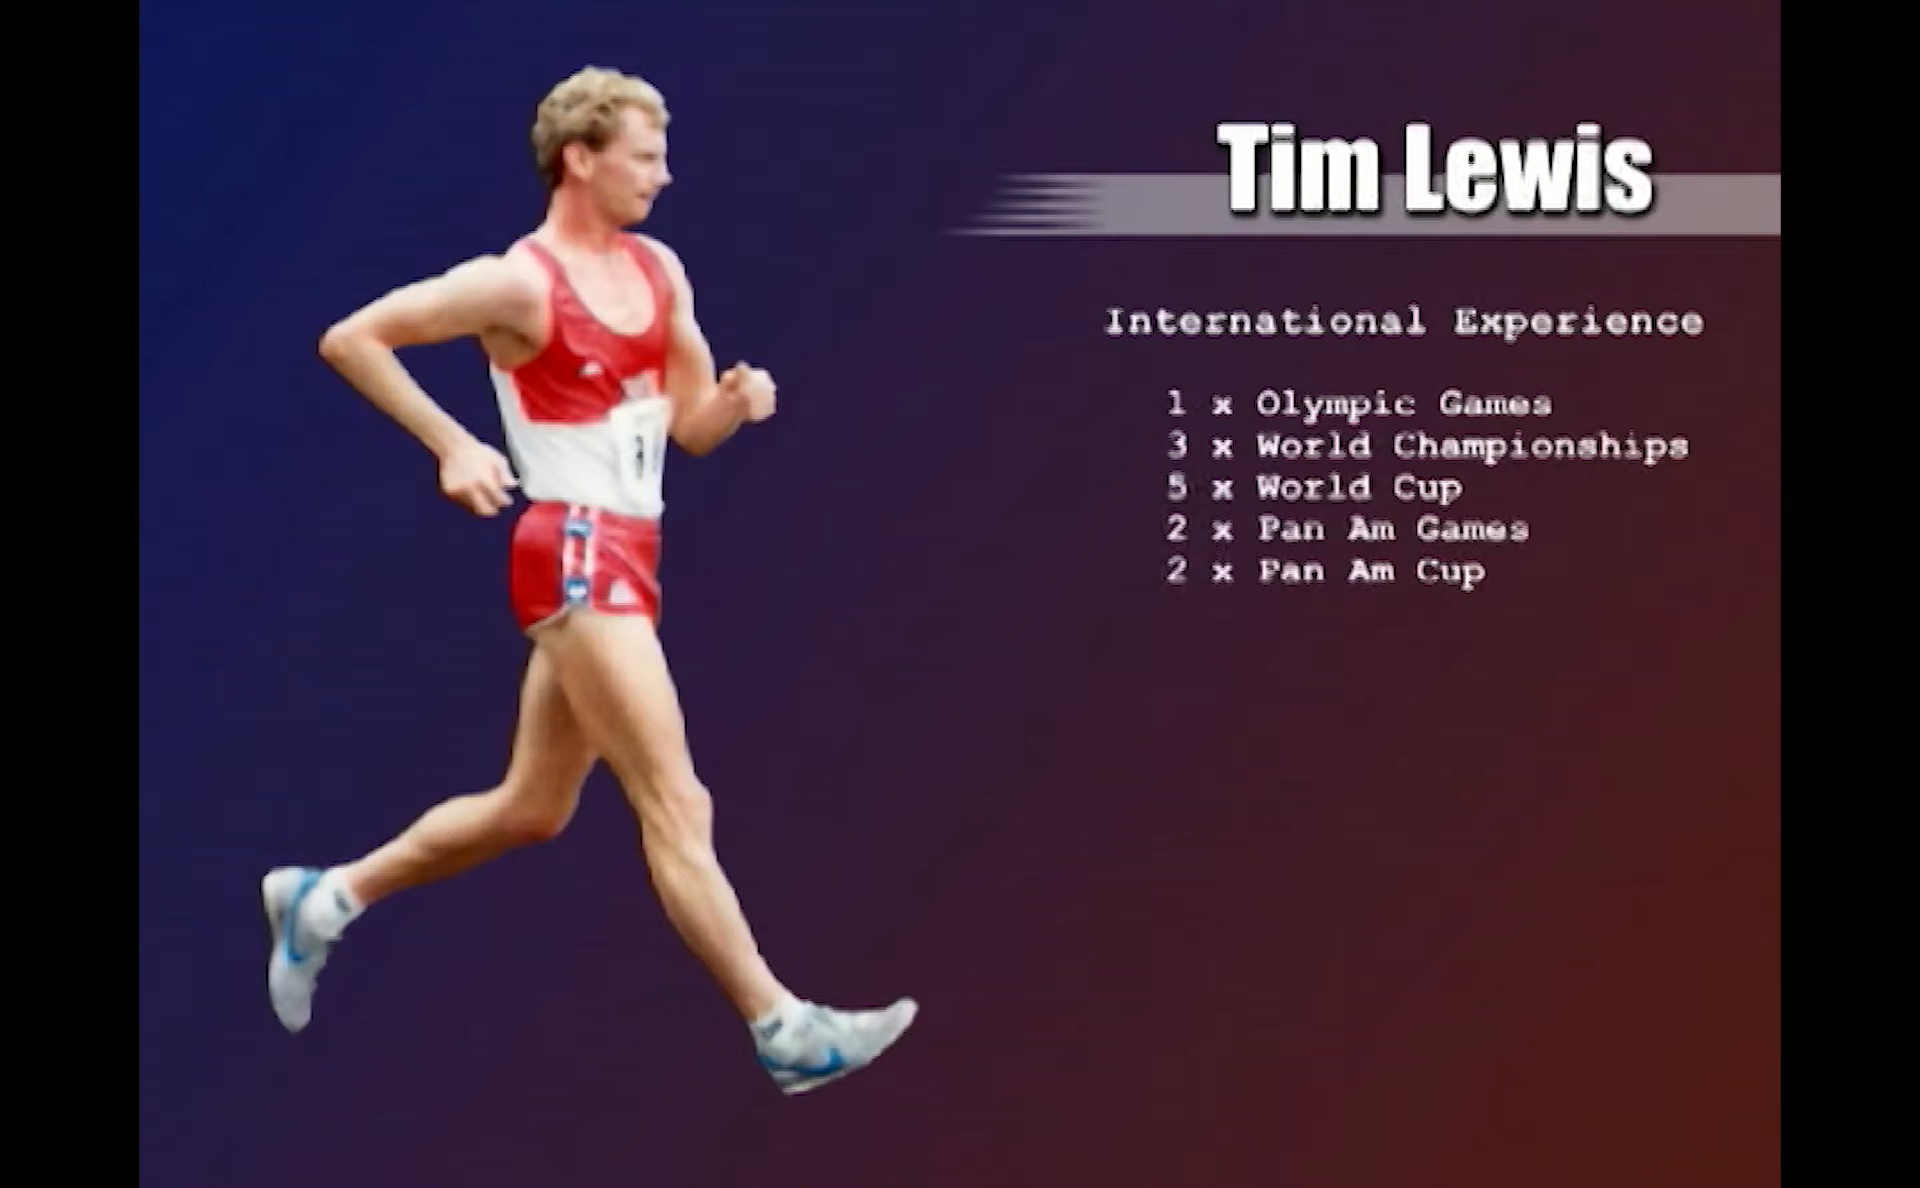 Tim Lewis
International Experience
1 x Olympic Games
3 x World Championships
5 x World Cup
2 x Pan Am Games
2 x Pan Am Cup